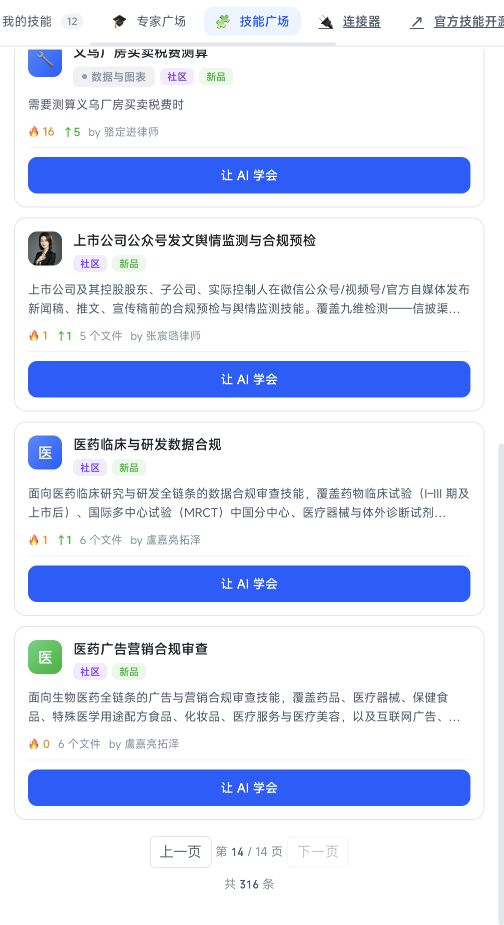 我的技能 12 专家广场 技能广场 连接器 官方技能开源
义乌厂房买卖税费测算
数据与图表 社区 新品
需要测算义乌厂房买卖税费时
16 ↑5 by 骆定进律师
让 AI 学会
上市公司公众号发文舆情监测与合规预检
社区 新品
上市公司及其控股股东、子公司、实际控制人在微信公众号/视频号/官方自媒体发布
新闻稿、推文、宣传稿前的合规预检与舆情监测技能。覆盖九维检测——信披渠...
1 ↑1 5 个文件 by 张宸璐律师
让 AI 学会
医
医药临床与研发数据合规
社区 新品
面向医药临床研究与研发全链条的数据合规审查技能，覆盖药物临床试验（I–III 期及
上市后）、国际多中心试验（MRCT）中国分中心、医疗器械与体外诊断试剂...
1 ↑1 6 个文件 by 盧嘉亮拓泽
让 AI 学会
医
医药广告营销合规审查
社区 新品
面向生物医药全链条的广告与营销合规审查技能，覆盖药品、医疗器械、保健食
品、特殊医学用途配方食品、化妆品、医疗服务与医疗美容，以及互联网广告、...
0 6 个文件 by 盧嘉亮拓泽
让 AI 学会
上一页 第 14 / 14 页 下一页
共 316 条